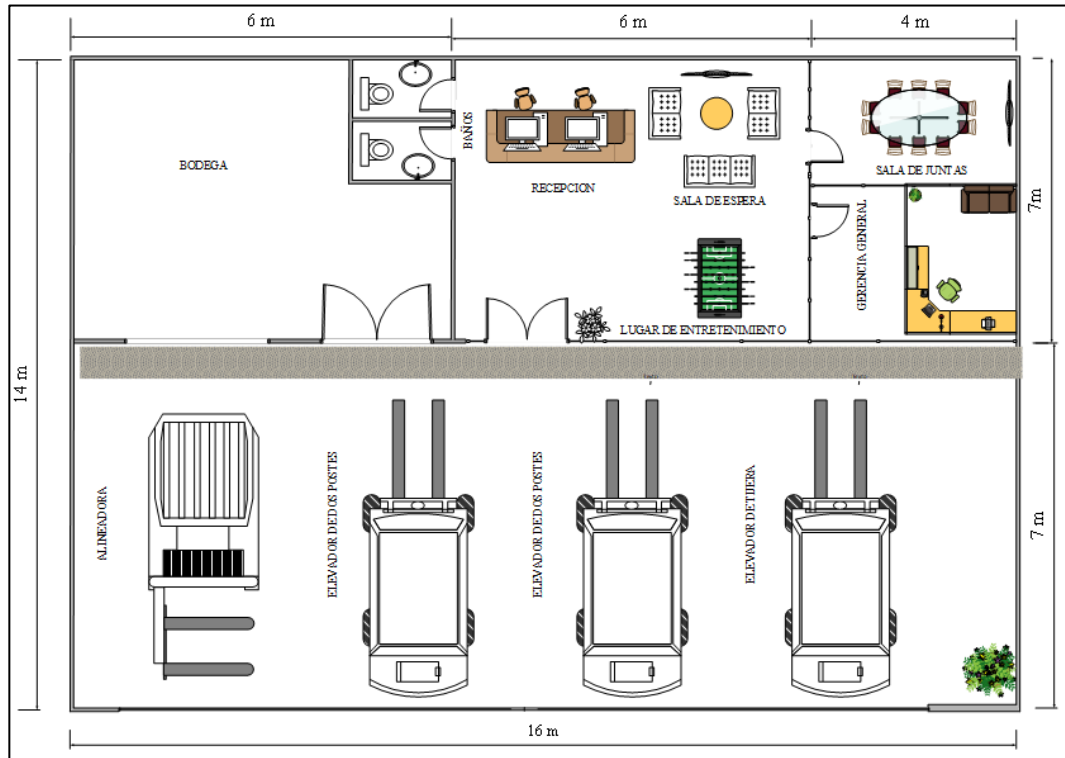 6 m
6 m
4 m
BODEGA
BAÑOS
RECEPCION
SALA DE ESPERA
SALA DE JUNTAS
7m
GERENCIA GENERAL
LUGAR DE ENTRETENIMIENTO
14 m
ALINEADORA
ELEVADOR DE DOS POSTES
ELEVADOR DE DOS POSTES
ELEVADOR DE TIJERA
7 m
16 m